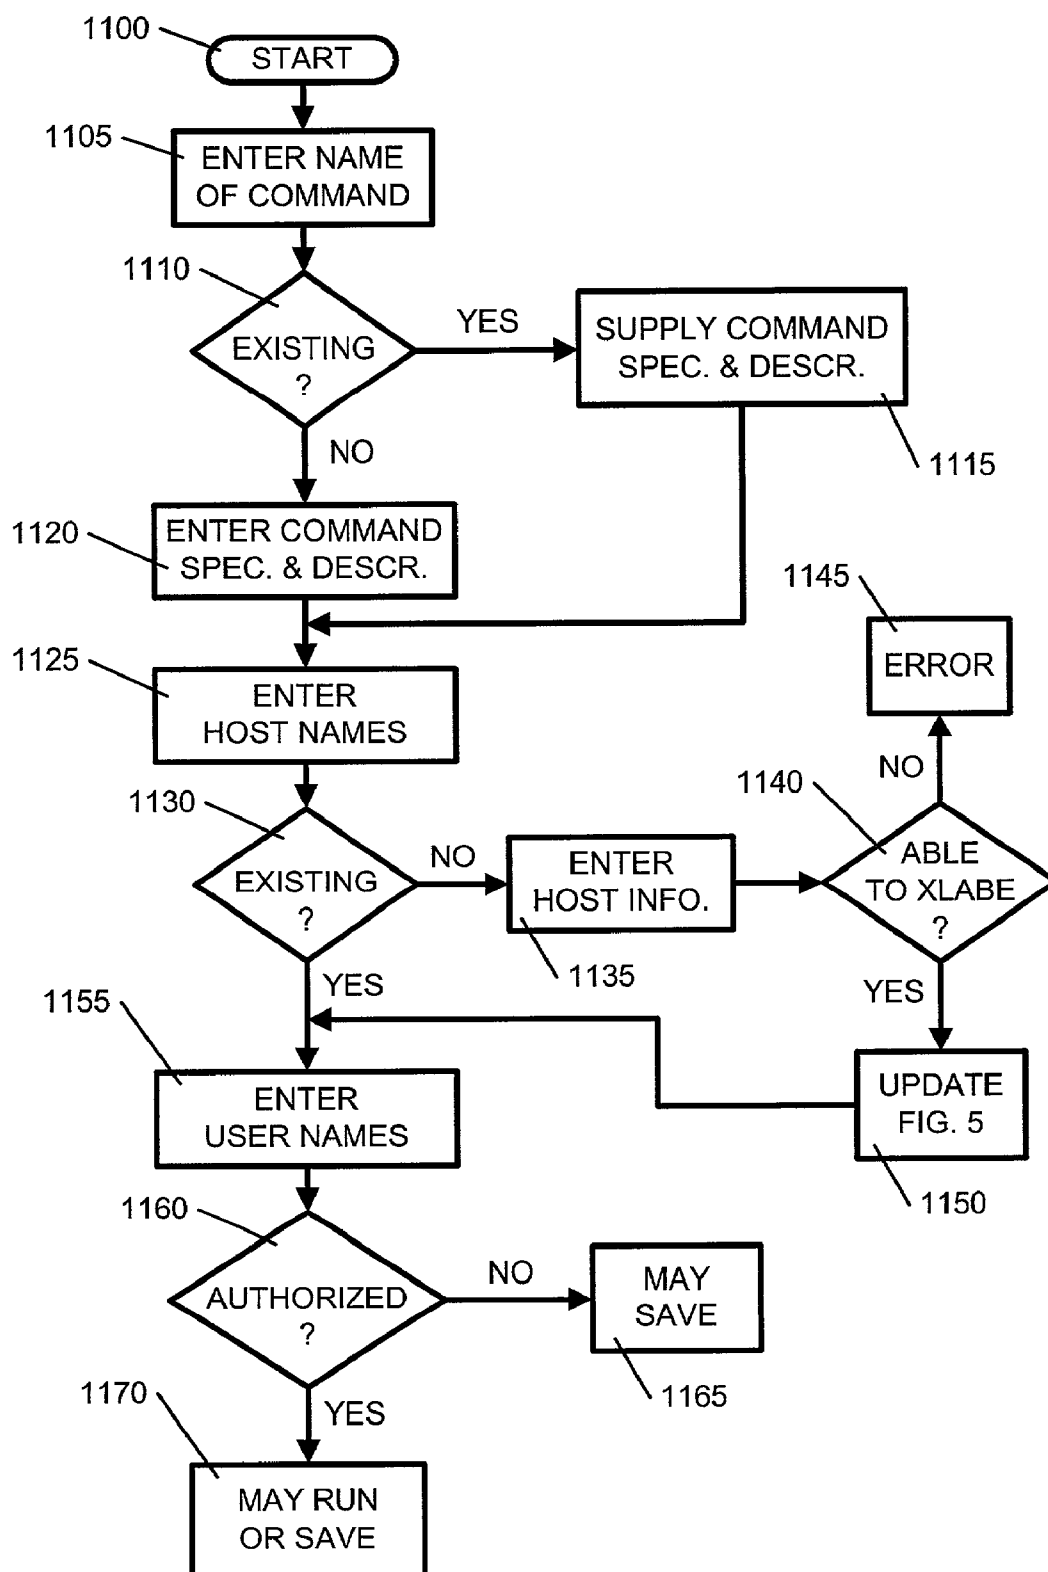 1100
START
1105
ENTER NAME
OF COMMAND
1110
EXISTING
?
YES
SUPPLY COMMAND
SPEC. & DESCR.
1115
NO
1120
ENTER COMMAND
SPEC. & DESCR.
1125
ENTER
HOST NAMES
1130
EXISTING
?
NO
ENTER
HOST INFO.
1135
1140
ABLE
TO XLABE
?
NO
1145
ERROR
YES
UPDATE
FIG. 5
1150
YES
1155
ENTER
USER NAMES
1160
AUTHORIZED
?
NO
MAY
SAVE
1165
YES
1170
MAY RUN
OR SAVE